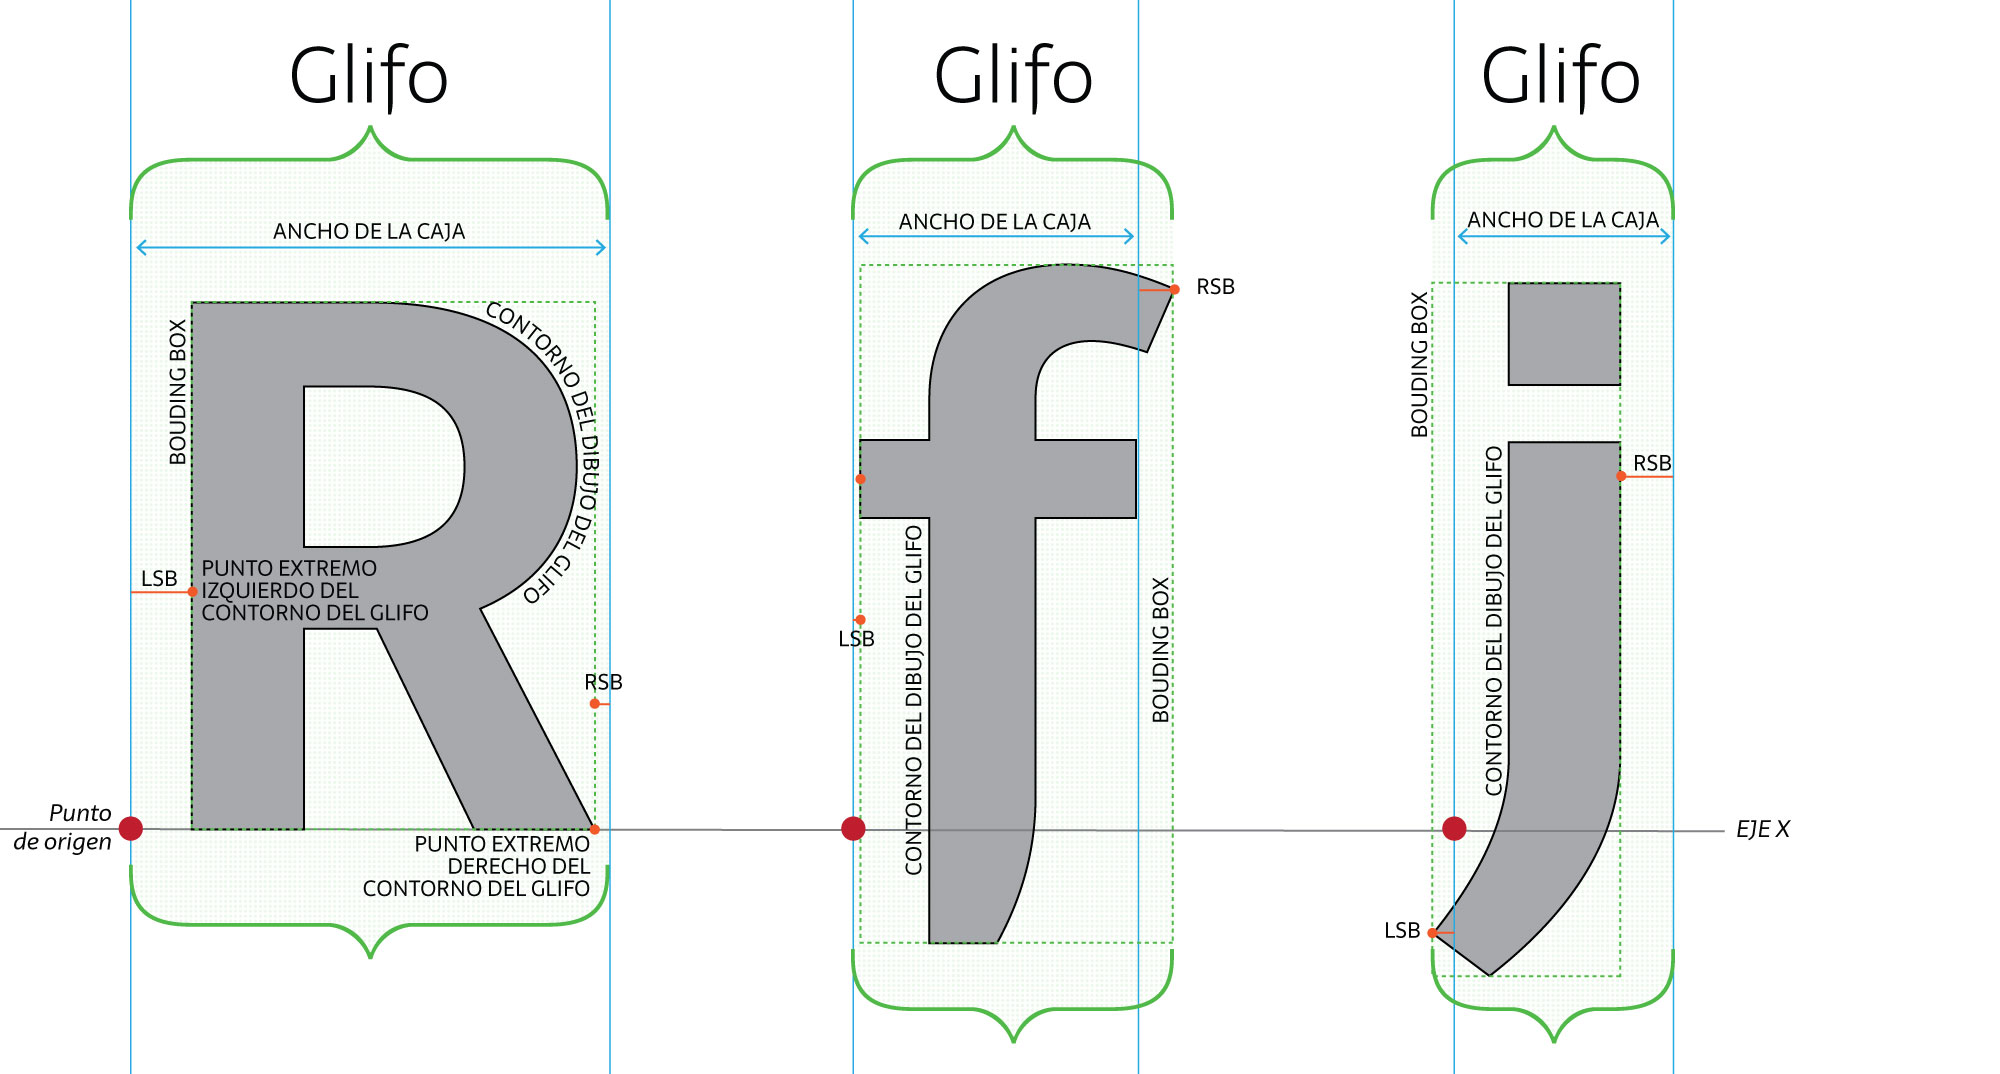 Glifo
Glifo
Glifo
ANCHO DE LA CAJA
ANCHO DE LA CAJA
ANCHO DE LA CAJA
BOUDING BOX
CONTORNO DEL DIBUJO DEL GLIFO
LSB
PUNTO EXTREMO
IZQUIERDO DEL
CONTORNO DEL GLIFO
RSB
Punto
de origen
PUNTO EXTREMO
DERECHO DEL
CONTORNO DEL GLIFO
RSB
LSB
CONTORNO DEL DIBUJO DEL GLIFO
BOUDING BOX
BOUDING BOX
CONTORNO DEL DIBUJO DEL GLIFO
RSB
LSB
EJE X
R
f
j